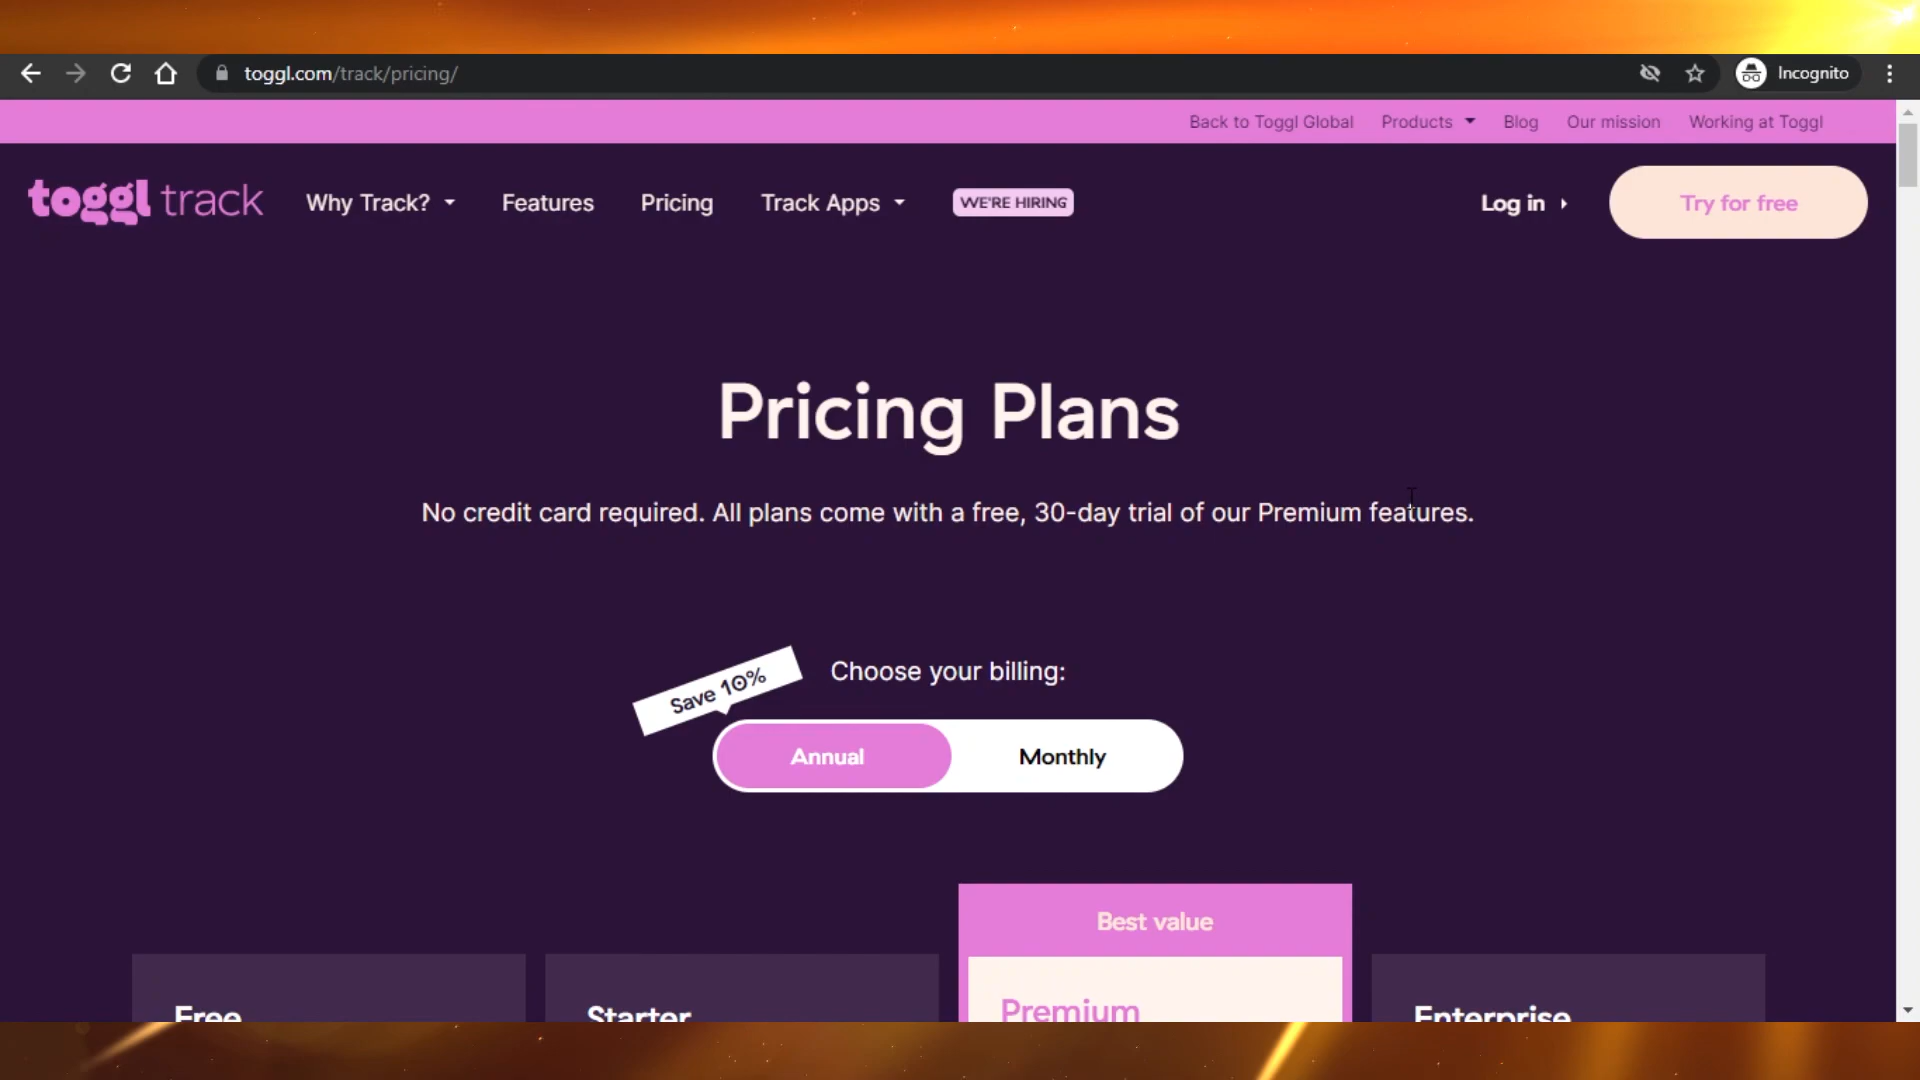 toggl.com/track/pricing/
Incognito
Back to Toggl Global Products Blog Our mission Working at Toggl
toggl track Why Track? Features Pricing Track Apps WE'RE HIRING Log in Try for free
Pricing Plans
No credit card required. All plans come with a free, 30-day trial of our Premium features.
Save 10%
Choose your billing:
Annual Monthly
Best value
Free Starter Premium Enterprise